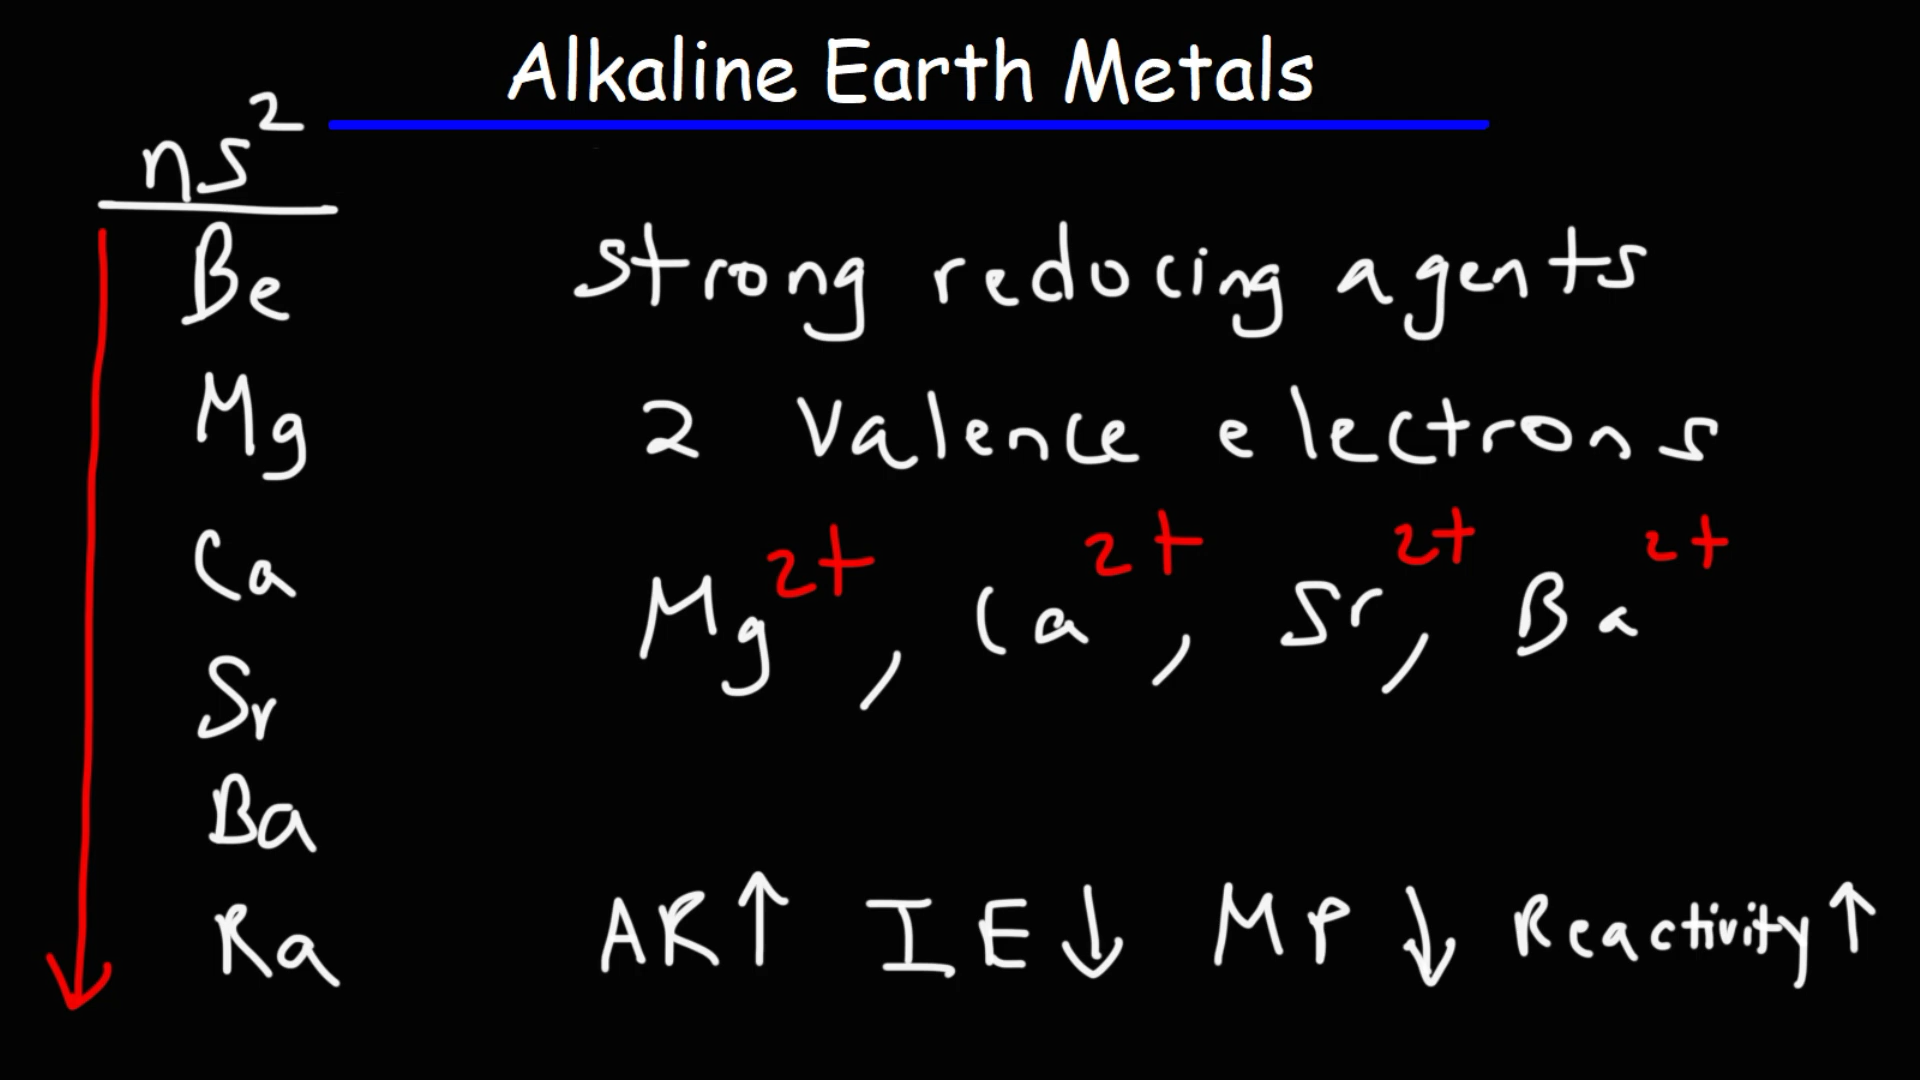 Alkaline Earth Metals
ns²
Be
Mg
Ca
Sr
Ba
Ra
strong reducing agents
2 Valence electrons
Mg²⁺, Ca²⁺, Sr²⁺, Ba²⁺
AR↑ IE↓ MP↓ Reactivity↑